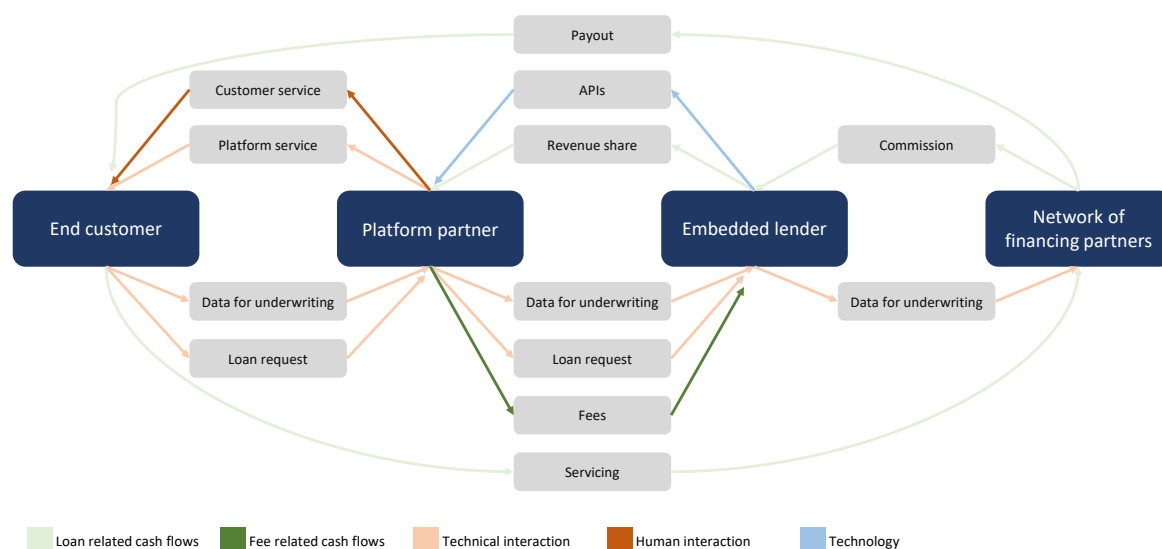 Payout
Customer service
APIs
Platform service
Revenue share
Commission
End customer
Platform partner
Embedded lender
Network of
financing partners
Data for underwriting
Data for underwriting
Data for underwriting
Loan request
Loan request
Fees
Servicing
Loan related cash flows
Fee related cash flows
Technical interaction
Human interaction
Technology